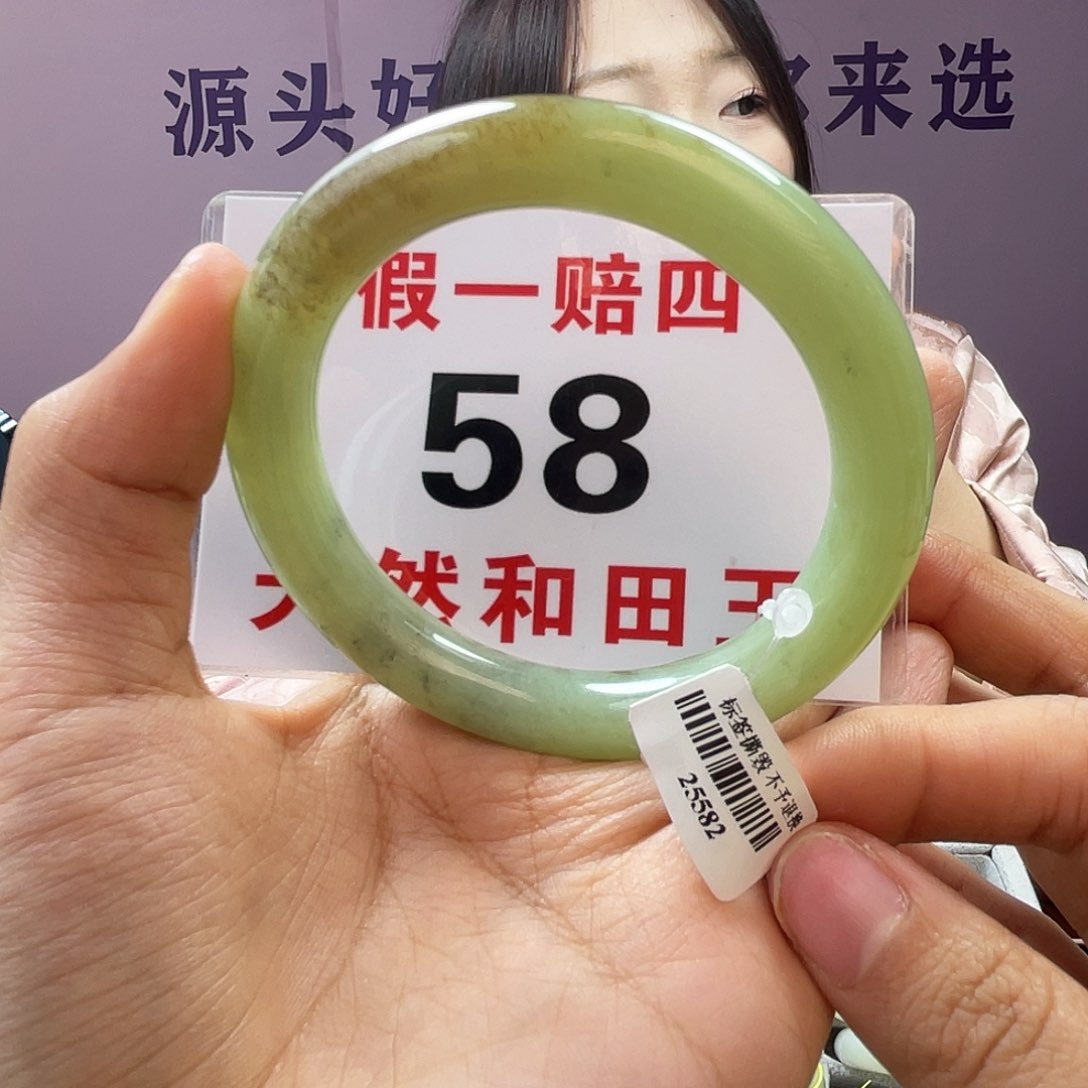 源头好 来选
假一赔四
58
然和田玉
标签撕毁 不予退换
25582